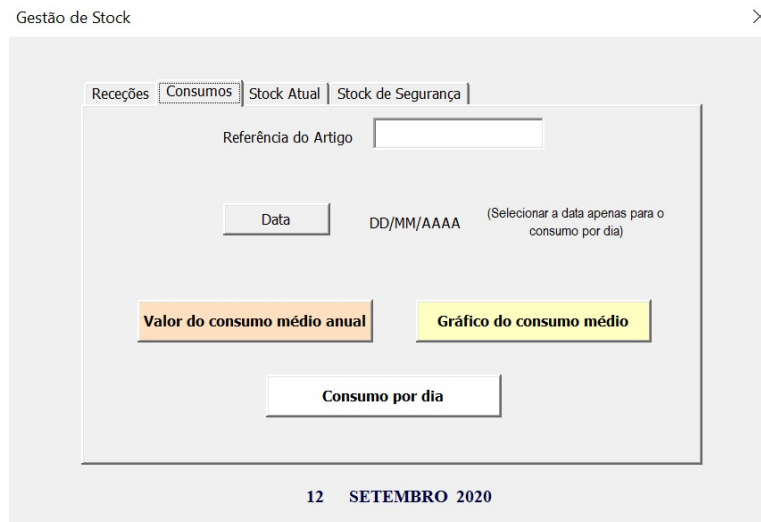 Gestão de Stock
Receções Consumos Stock Atual Stock de Segurança
Referência do Artigo
Data DD/MM/AAAA (Selecionar a data apenas para o
consumo por dia)
Valor do consumo médio anual Gráfico do consumo médio
Consumo por dia
12 SETEMBRO 2020